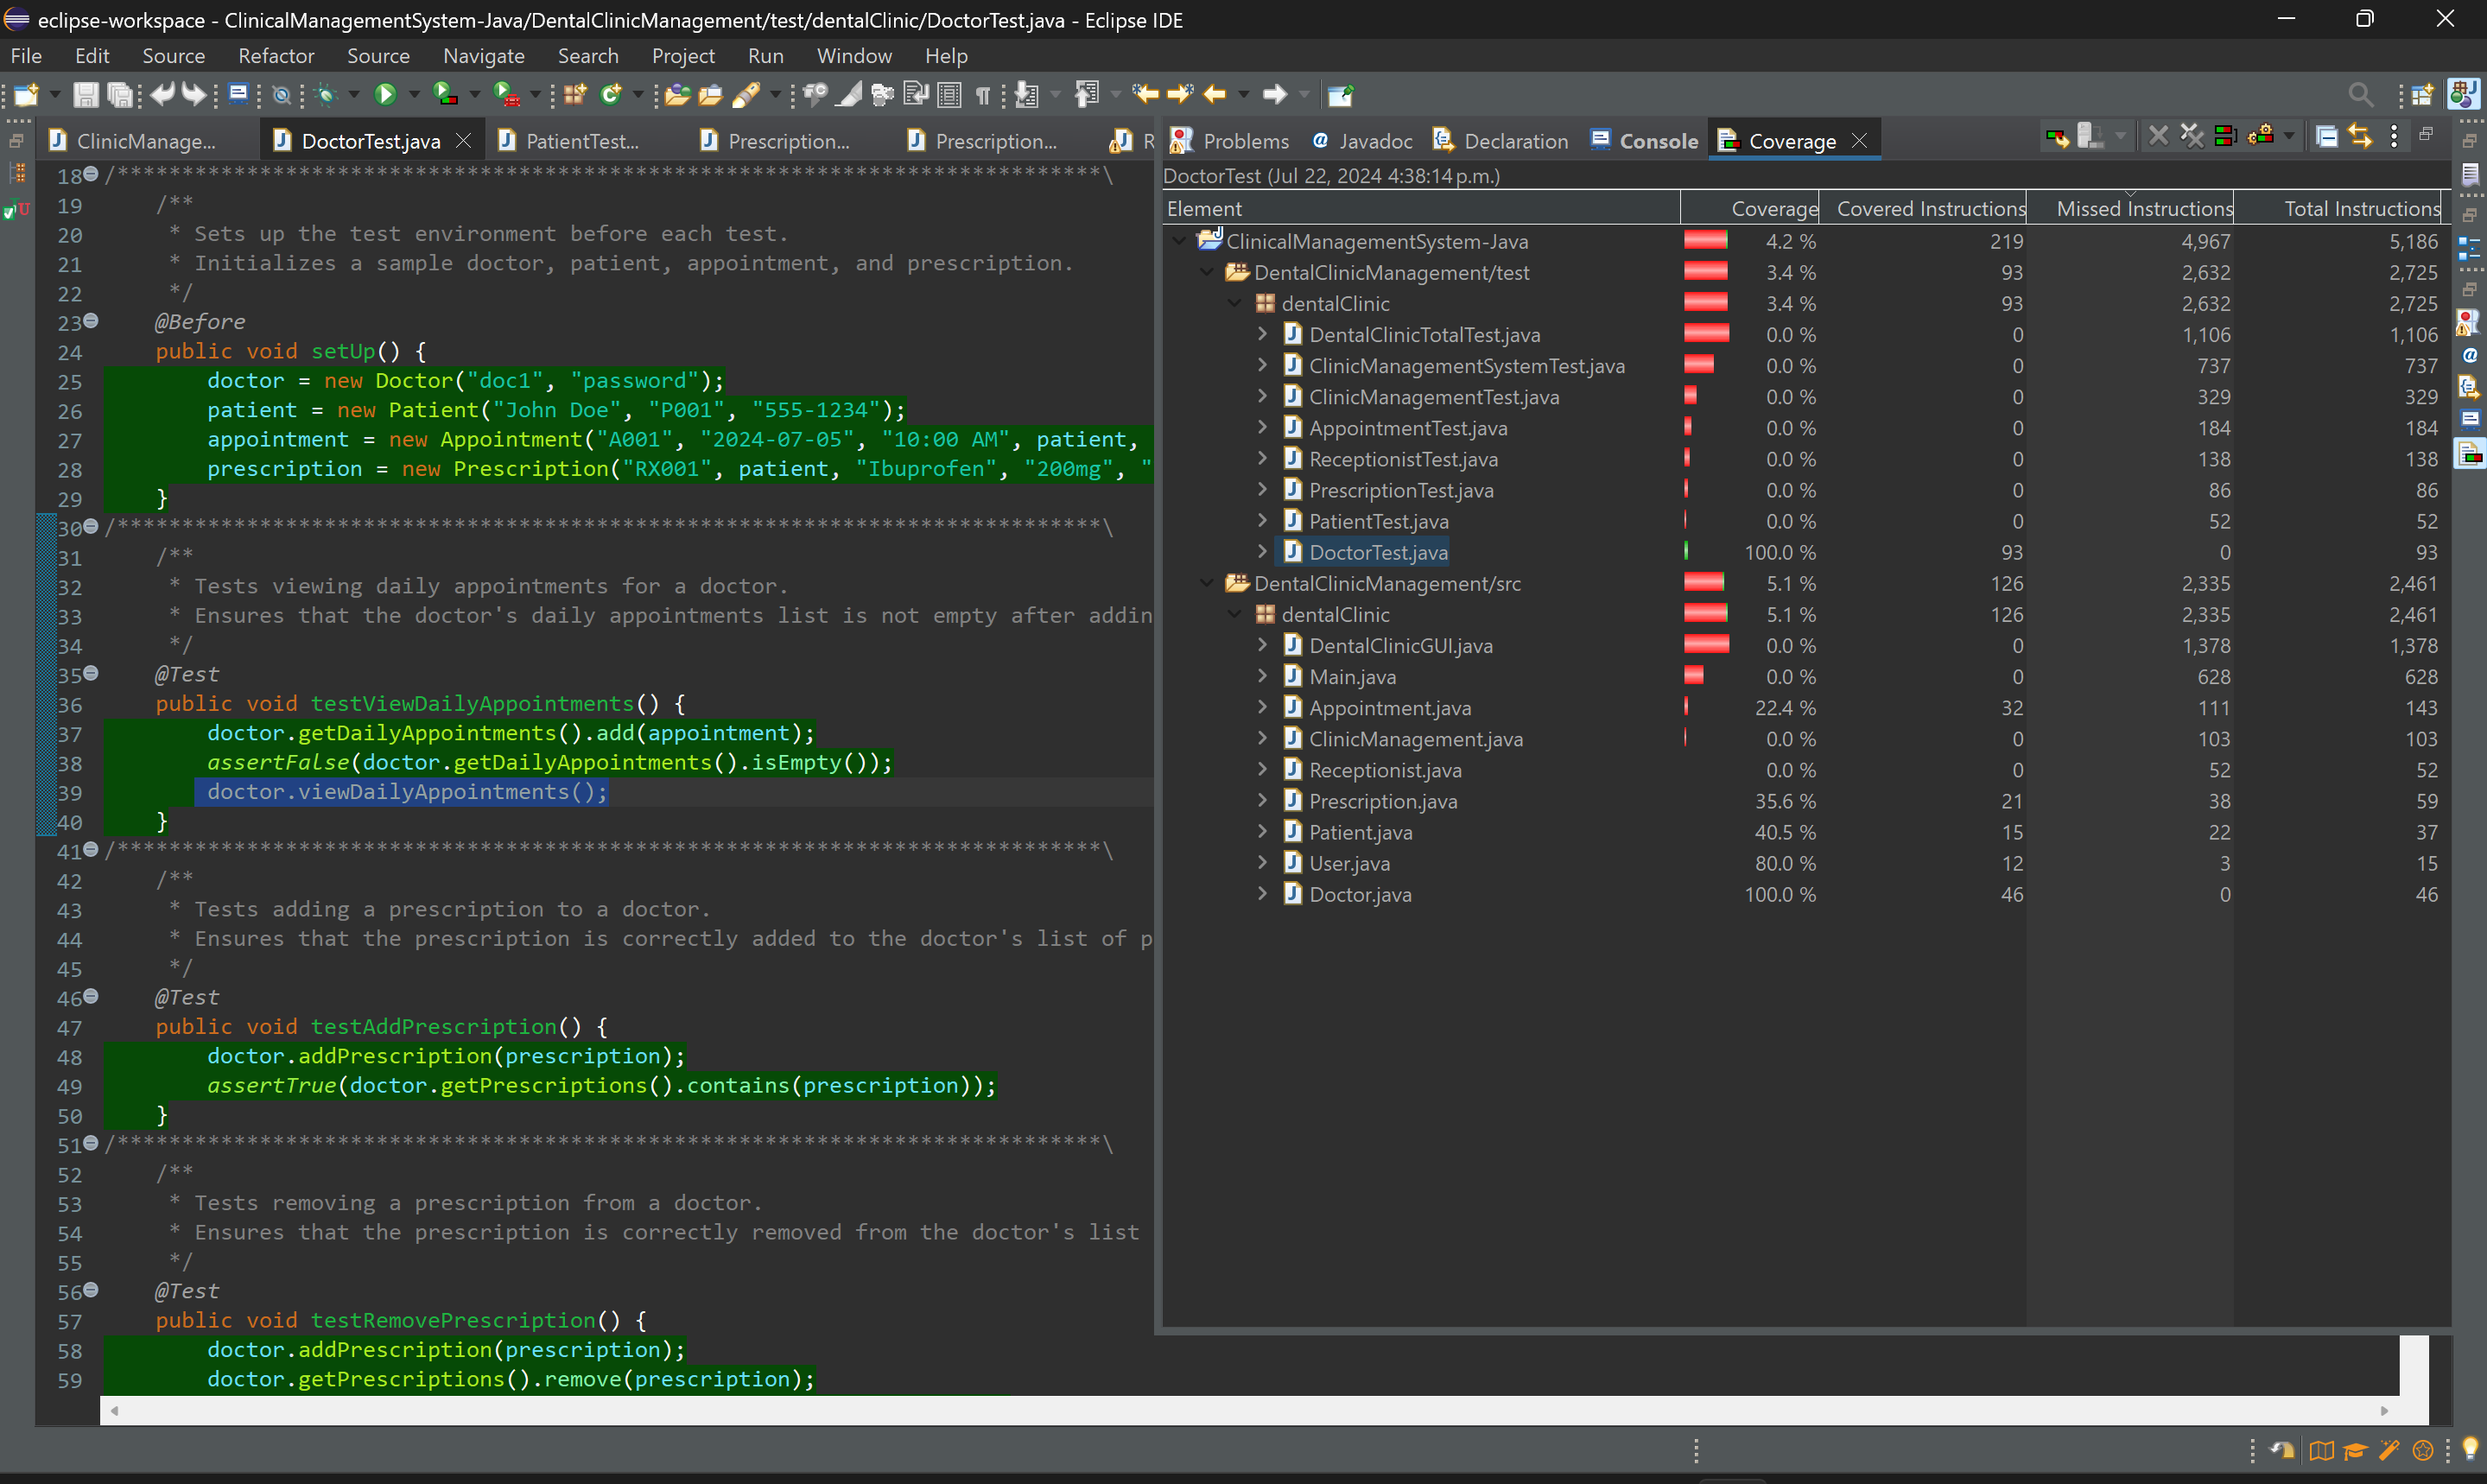 eclipse-workspace - ClinicalManagementSystem-Java/DentalClinicManagement/test/dentalClinic/DoctorTest.java - Eclipse IDE
File Edit Source Refactor Source Navigate Search Project Run Window Help
ClinicManage... DoctorTest.java PatientTest... Prescription... Prescription... R
18 /****************************************************************************\
19 /**
20 * Sets up the test environment before each test.
21 * Initializes a sample doctor, patient, appointment, and prescription.
22 */
23 @Before
24 public void setUp() {
25 doctor = new Doctor("doc1", "password");
26 patient = new Patient("John Doe", "P001", "555-1234");
27 appointment = new Appointment("A001", "2024-07-05", "10:00 AM", patient,
28 prescription = new Prescription("RX001", patient, "Ibuprofen", "200mg", "
29 }
30 /****************************************************************************\
31 /**
32 * Tests viewing daily appointments for a doctor.
33 * Ensures that the doctor's daily appointments list is not empty after addin
34 */
35 @Test
36 public void testViewDailyAppointments() {
37 doctor.getDailyAppointments().add(appointment);
38 assertFalse(doctor.getDailyAppointments().isEmpty());
39 doctor.viewDailyAppointments();
40 }
41 /****************************************************************************\
42 /**
43 * Tests adding a prescription to a doctor.
44 * Ensures that the prescription is correctly added to the doctor's list of p
45 */
46 @Test
47 public void testAddPrescription() {
48 doctor.addPrescription(prescription);
49 assertTrue(doctor.getPrescriptions().contains(prescription));
50 }
51 /****************************************************************************\
52 /**
53 * Tests removing a prescription from a doctor.
54 * Ensures that the prescription is correctly removed from the doctor's list
55 */
56 @Test
57 public void testRemovePrescription() {
58 doctor.addPrescription(prescription);
59 doctor.getPrescriptions().remove(prescription);
Problems Javadoc Declaration Console Coverage
DoctorTest (Jul 22, 2024 4:38:14 p.m.)
Element Coverage Covered Instructions Missed Instructions Total Instructions
ClinicalManagementSystem-Java 4.2 % 219 4,967 5,186
DentalClinicManagement/test 3.4 % 93 2,632 2,725
dentalClinic 3.4 % 93 2,632 2,725
DentalClinicTotalTest.java 0.0 % 0 1,106 1,106
ClinicManagementSystemTest.java 0.0 % 0 737 737
ClinicManagementTest.java 0.0 % 0 329 329
AppointmentTest.java 0.0 % 0 184 184
ReceptionistTest.java 0.0 % 0 138 138
PrescriptionTest.java 0.0 % 0 86 86
PatientTest.java 0.0 % 0 52 52
DoctorTest.java 100.0 % 93 0 93
DentalClinicManagement/src 5.1 % 126 2,335 2,461
dentalClinic 5.1 % 126 2,335 2,461
DentalClinicGUI.java 0.0 % 0 1,378 1,378
Main.java 0.0 % 0 628 628
Appointment.java 22.4 % 32 111 143
ClinicManagement.java 0.0 % 0 103 103
Receptionist.java 0.0 % 0 52 52
Prescription.java 35.6 % 21 38 59
Patient.java 40.5 % 15 22 37
User.java 80.0 % 12 3 15
Doctor.java 100.0 % 46 0 46